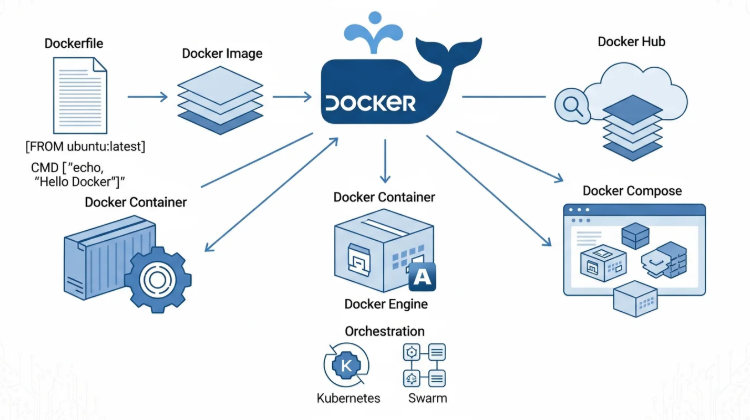 Dockerfile
[FROM ubuntu:latest]
CMD ["echo,
"Hello Docker"]"
Docker Image
DOCKER
Docker Hub
Docker Container
Docker Container
A
Docker Engine
Docker Compose
Orchestration
K
Kubernetes
Swarm